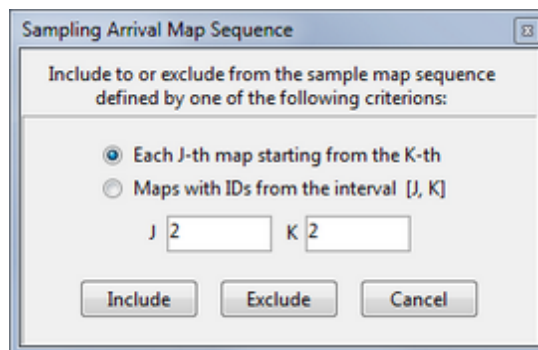 Sampling Arrival Map Sequence
Include to or exclude from the sample map sequence
defined by one of the following criterions:
Each J-th map starting from the K-th
Maps with IDs from the interval [J, K]
J 2 K 2
Include Exclude Cancel